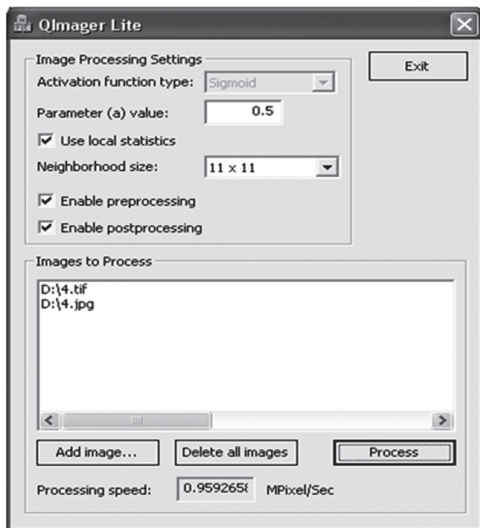 QImager Lite
Image Processing Settings
Exit
Activation function type: Sigmoid
Parameter (a) value: 0.5
Use local statistics
Neighborhood size: 11 x 11
Enable preprocessing
Enable postprocessing
Images to Process
D:\4.tif
D:\4.jpg
Add image... Delete all images Process
Processing speed: 0.959265 MPixel/Sec